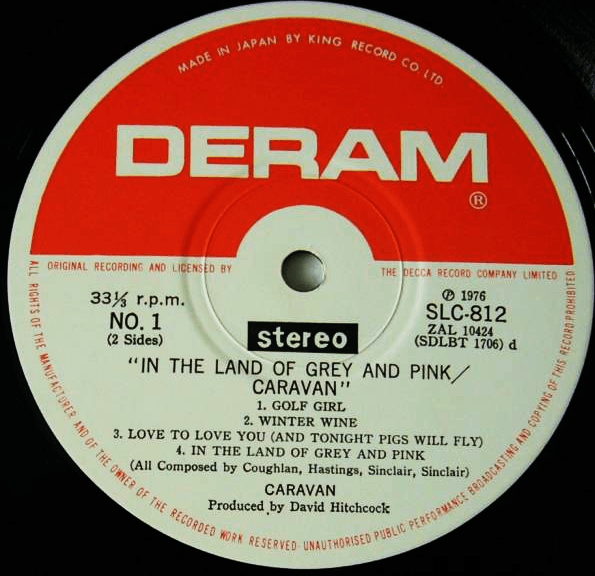 MADE IN JAPAN BY KING RECORD CO. LTD
DERAM
®
ORIGINAL RECORDING AND LICENSED BY THE DECCA RECORD COMPANY LIMITED
33⅓ r.p.m.
NO. 1
(2 Sides)
stereo
Ⓟ 1976
SLC-812
ZAL 10424
(SDLBT 1706) d
"IN THE LAND OF GREY AND PINK/
CARAVAN"
1. GOLF GIRL
2. WINTER WINE
3. LOVE TO LOVE YOU (AND TONIGHT PIGS WILL FLY)
4. IN THE LAND OF GREY AND PINK
(All Composed by Coughlan, Hastings, Sinclair, Sinclair)
CARAVAN
Produced by David Hitchcock
ALL RIGHTS OF THE MANUFACTURER AND OF THE OWNER OF THE RECORDED WORK RESERVED·UNAUTHORISED PUBLIC PERFORMANCE BROADCASTING AND COPYING OF THIS RECORD PROHIBITED